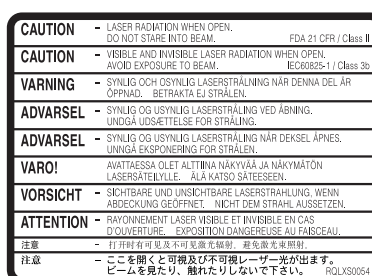 CAUTION - LASER RADIATION WHEN OPEN.
DO NOT STARE INTO BEAM. FDA 21 CFR / Class II
CAUTION - VISIBLE AND INVISIBLE LASER RADIATION WHEN OPEN.
AVOID EXPOSURE TO BEAM. IEC60825-1 / Class 3b
VARNING - SYNLIG OCH OSYNLIG LASERSTRÅLNING NÄR DENNA DEL ÄR
ÖPPNAD. BETRAKTA EJ STRÅLEN.
ADVARSEL - SYNLIG OG USYNLIG LASERSTRÅLING VED ÅBNING.
UNDGÅ UDSÆTTELSE FOR STRÅLING.
ADVARSEL - SYNLIG OG USYNLIG LASERSTRÅLING NÅR DEKSEL ÅPNES.
UNNGÅ EKSPONERING FOR STRÅLEN.
VARO! - AVATTAESSA OLET ALTTIINA NÄKYVÄÄ JA NÄKYMÄTÖN
LASERSÄTEILYLLE. ÄLÄ KATSO SÄTEESEEN.
VORSICHT - SICHTBARE UND UNSICHTBARE LASERSTRAHLUNG, WENN
ABDECKUNG GEÖFFNET. NICHT DEM STRAHL AUSSETZEN.
ATTENTION - RAYONNEMENT LASER VISIBLE ET INVISIBLE EN CAS
D'OUVERTURE. EXPOSITION DANGEREUSE AU FAISCEAU.
注意 - 打开时有可见及不可见激光辐射. 避免激光束照射.
注意 - ここを開くと可視及び不可視レーザー光が出ます。
ビームを見たり、触れたりしないで下さい。 RQLXS0054